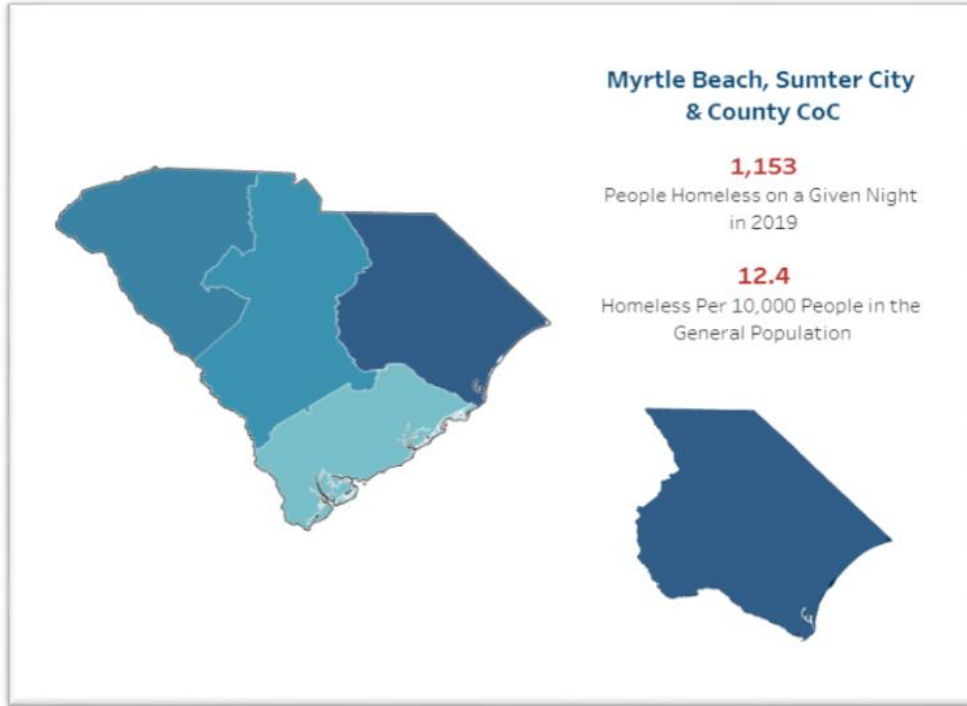 Myrtle Beach, Sumter City
& County CoC
1,153
People Homeless on a Given Night
in 2019
12.4
Homeless Per 10,000 People in the
General Population